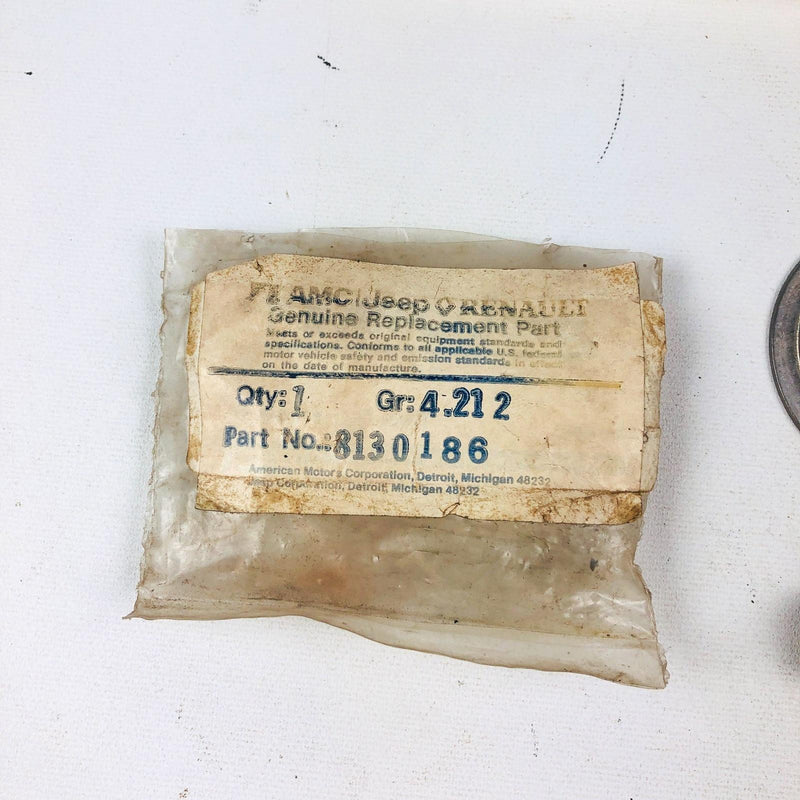 AMC|Jeep RENAULT
Genuine Replacement Part
Meets or exceeds original equipment standards and
specifications. Conforms to all applicable U.S. federal
motor vehicle safety and emission standards in effect
on the date of manufacture.
Qty: 1 Gr: 4.212
Part No.: 8130186
American Motors Corporation, Detroit, Michigan 48232
Jeep Corporation, Detroit, Michigan 48232